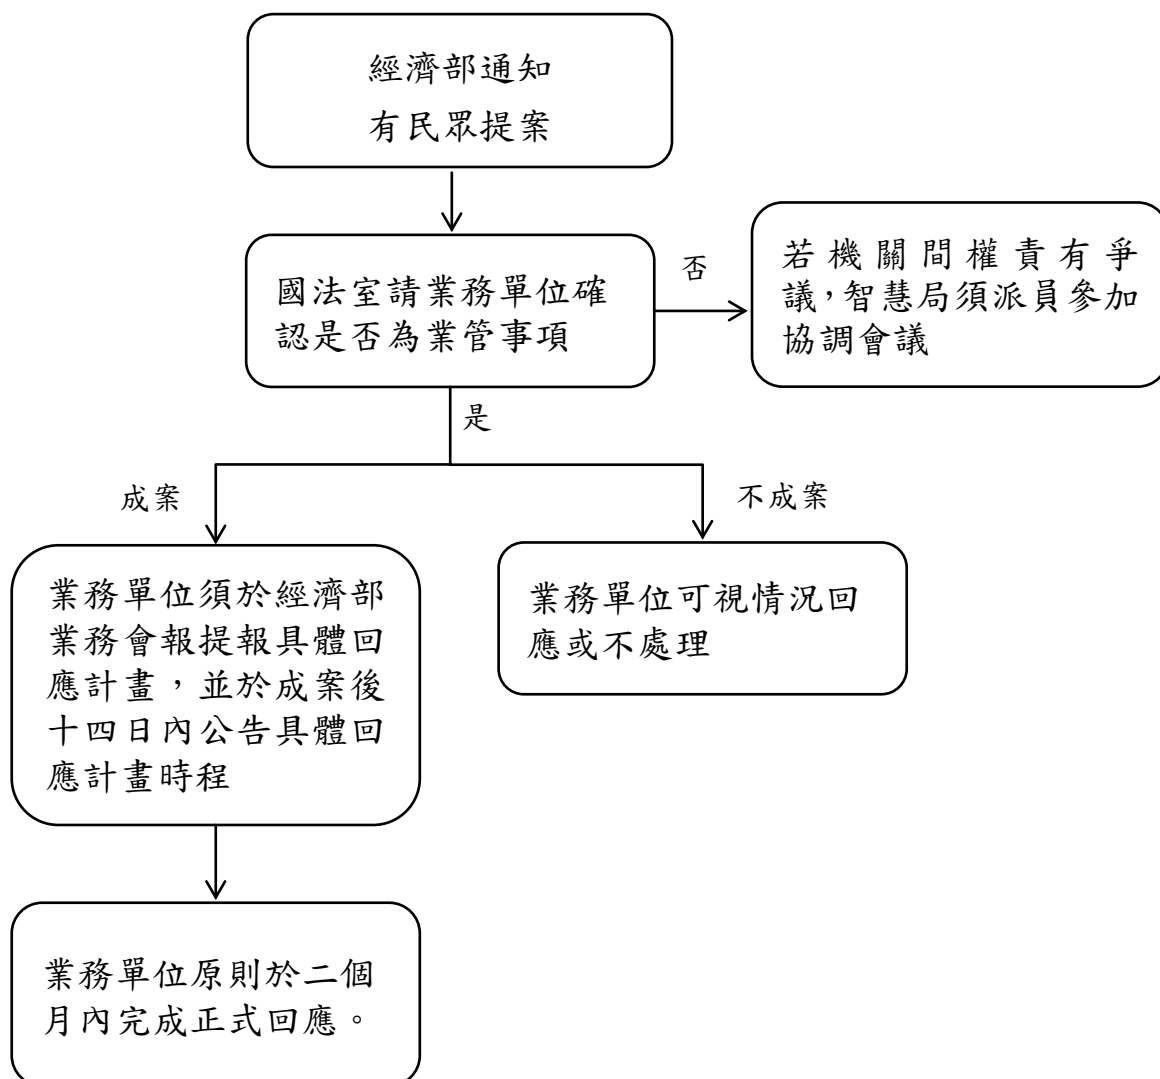 經濟部通知
有民眾提案
國法室請業務單位確
認是否為業管事項
否
若機關間權責有爭
議，智慧局須派員參加
協調會議
是
成案
不成案
業務單位須於經濟部
業務會報提報具體回
應計畫，並於成案後
十四日內公告具體回
應計畫時程
業務單位可視情況回
應或不處理
業務單位原則於二個
月內完成正式回應。